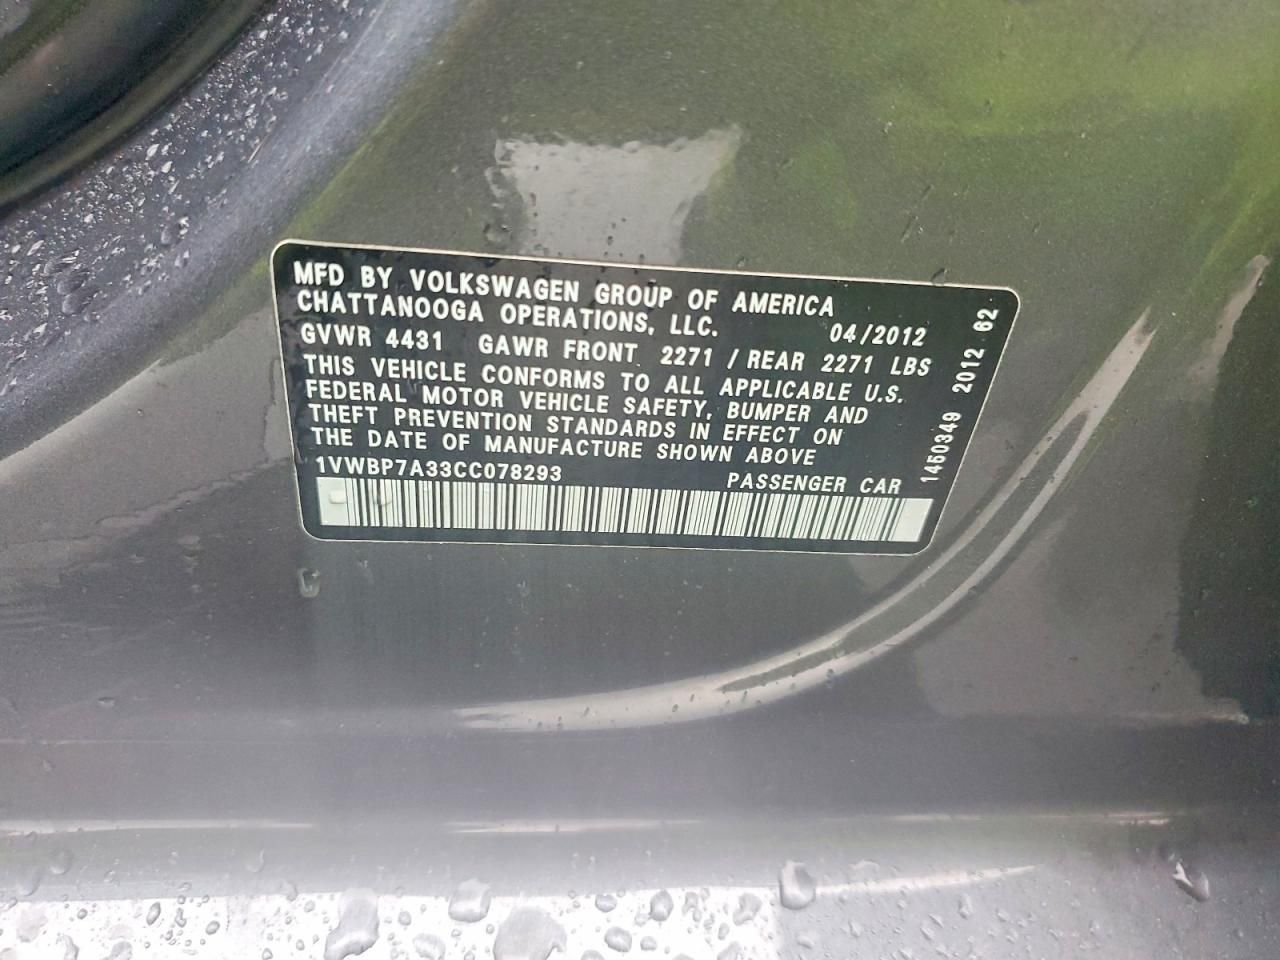 MFD BY VOLKSWAGEN GROUP OF AMERICA
CHATTANOOGA OPERATIONS, LLC. 04/2012
GVWR 4431 GAWR FRONT 2271 / REAR 2271 LBS
THIS VEHICLE CONFORMS TO ALL APPLICABLE U.S.
FEDERAL MOTOR VEHICLE SAFETY, BUMPER AND
THEFT PREVENTION STANDARDS IN EFFECT ON
THE DATE OF MANUFACTURE SHOWN ABOVE
1VWBP7A33CC078293 PASSENGER CAR
1450349 2012 62